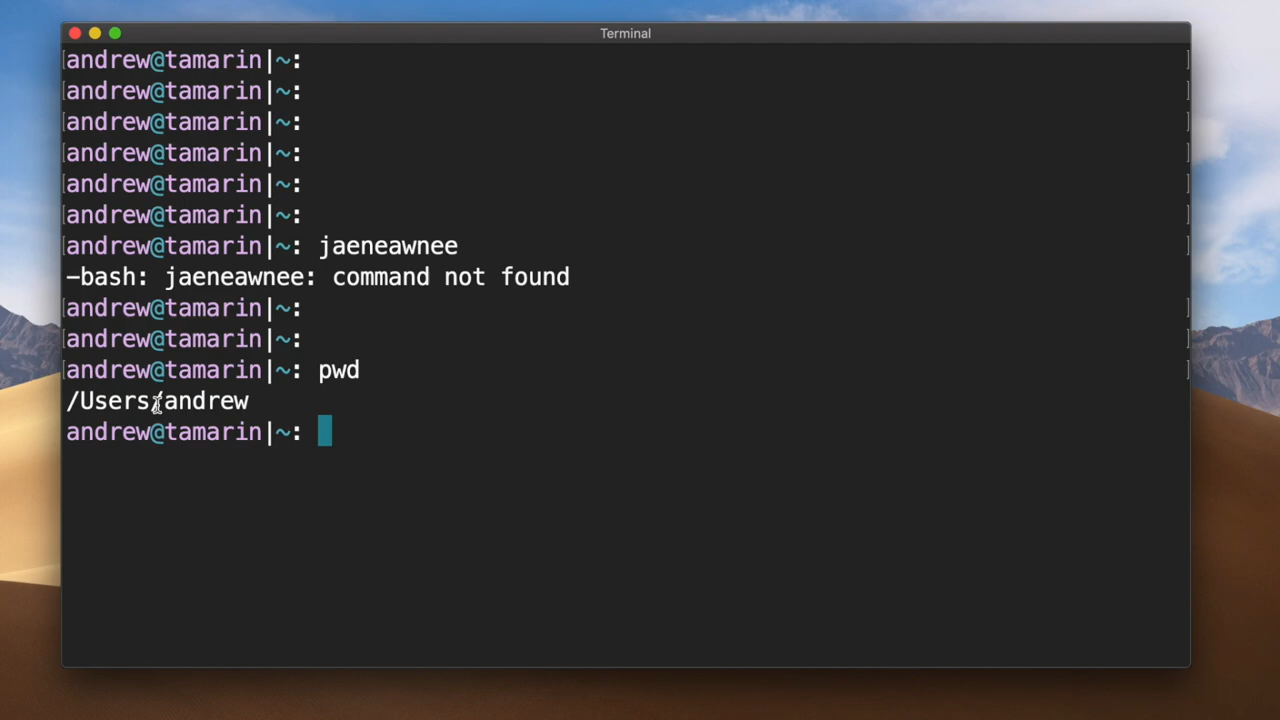 Terminal
andrew@tamarin|~:
andrew@tamarin|~:
andrew@tamarin|~:
andrew@tamarin|~:
andrew@tamarin|~:
andrew@tamarin|~:
andrew@tamarin|~: jaeneawnee
-bash: jaeneawnee: command not found
andrew@tamarin|~:
andrew@tamarin|~:
andrew@tamarin|~: pwd
/Users/andrew
andrew@tamarin|~: